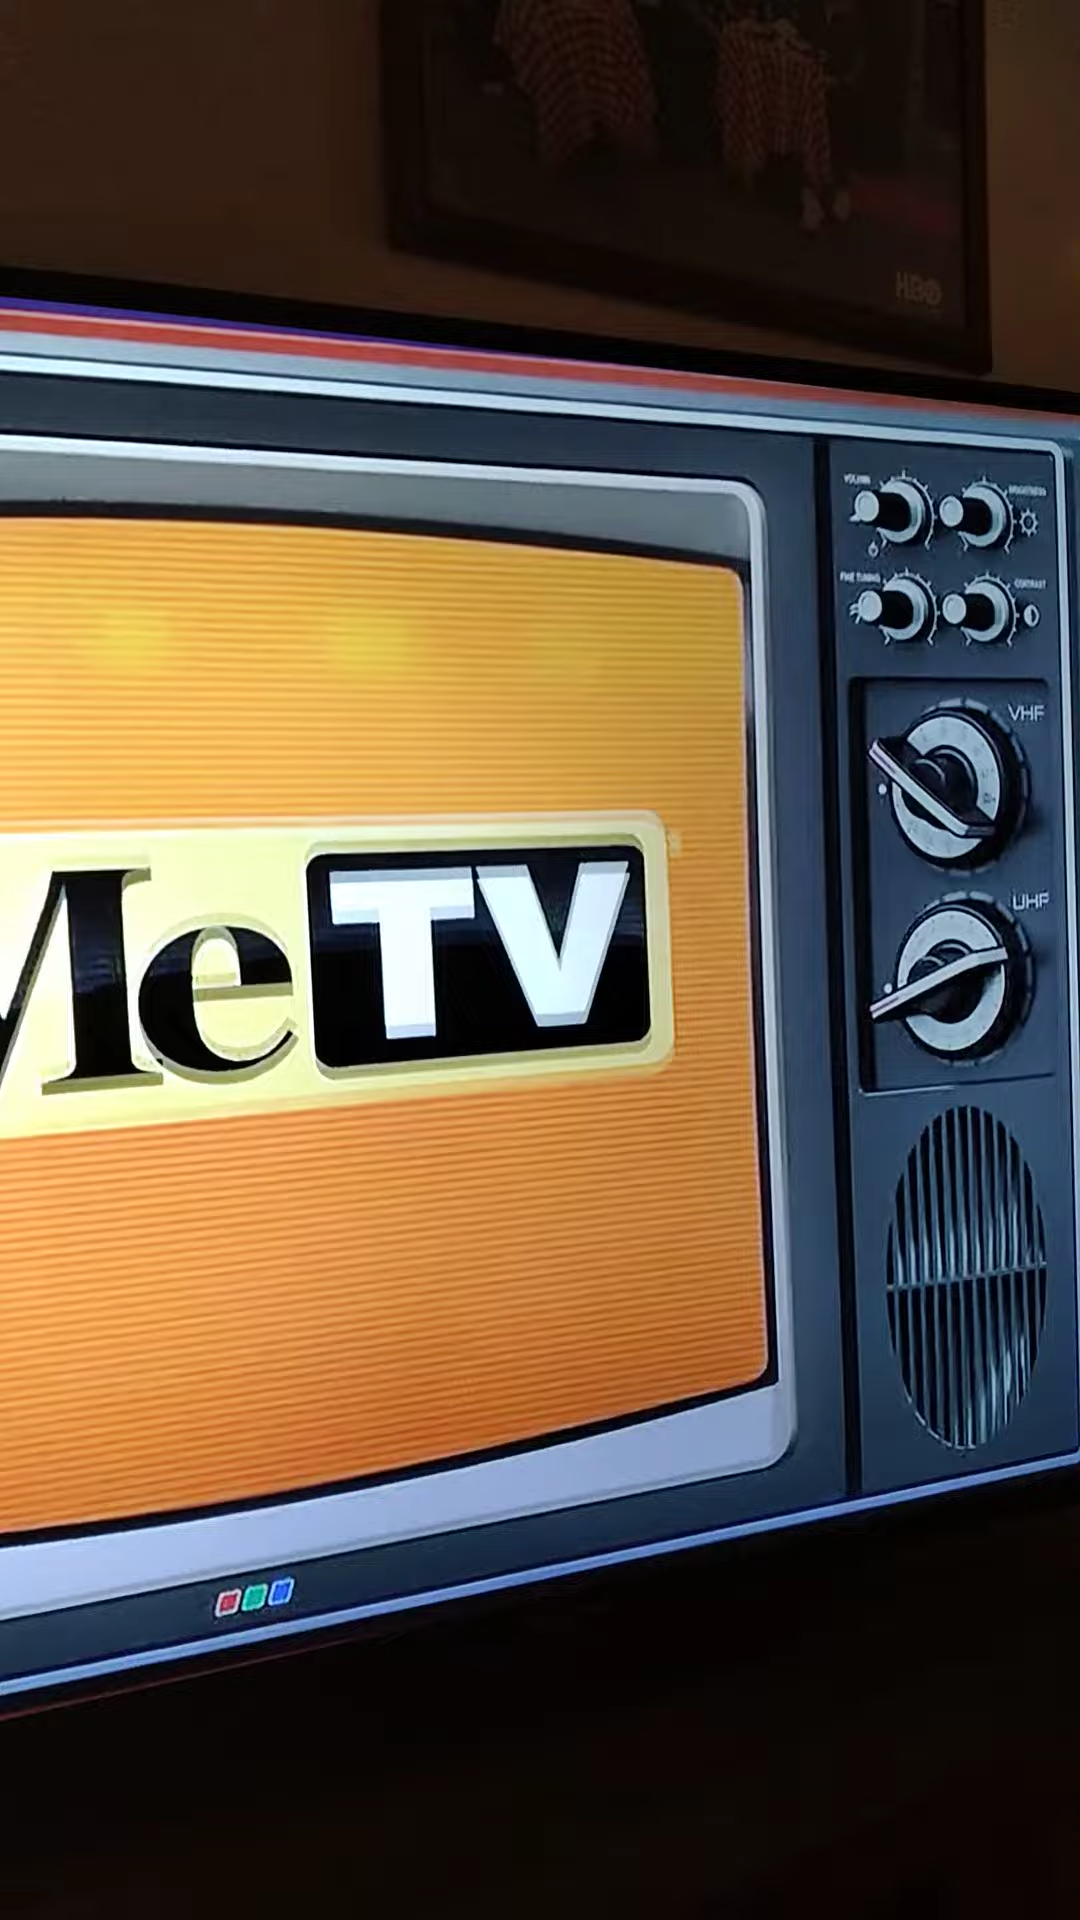 HBO
VOLUME
BRIGHTNESS
FINE TUNING
CONTRAST
VHF
MeTV
UHF